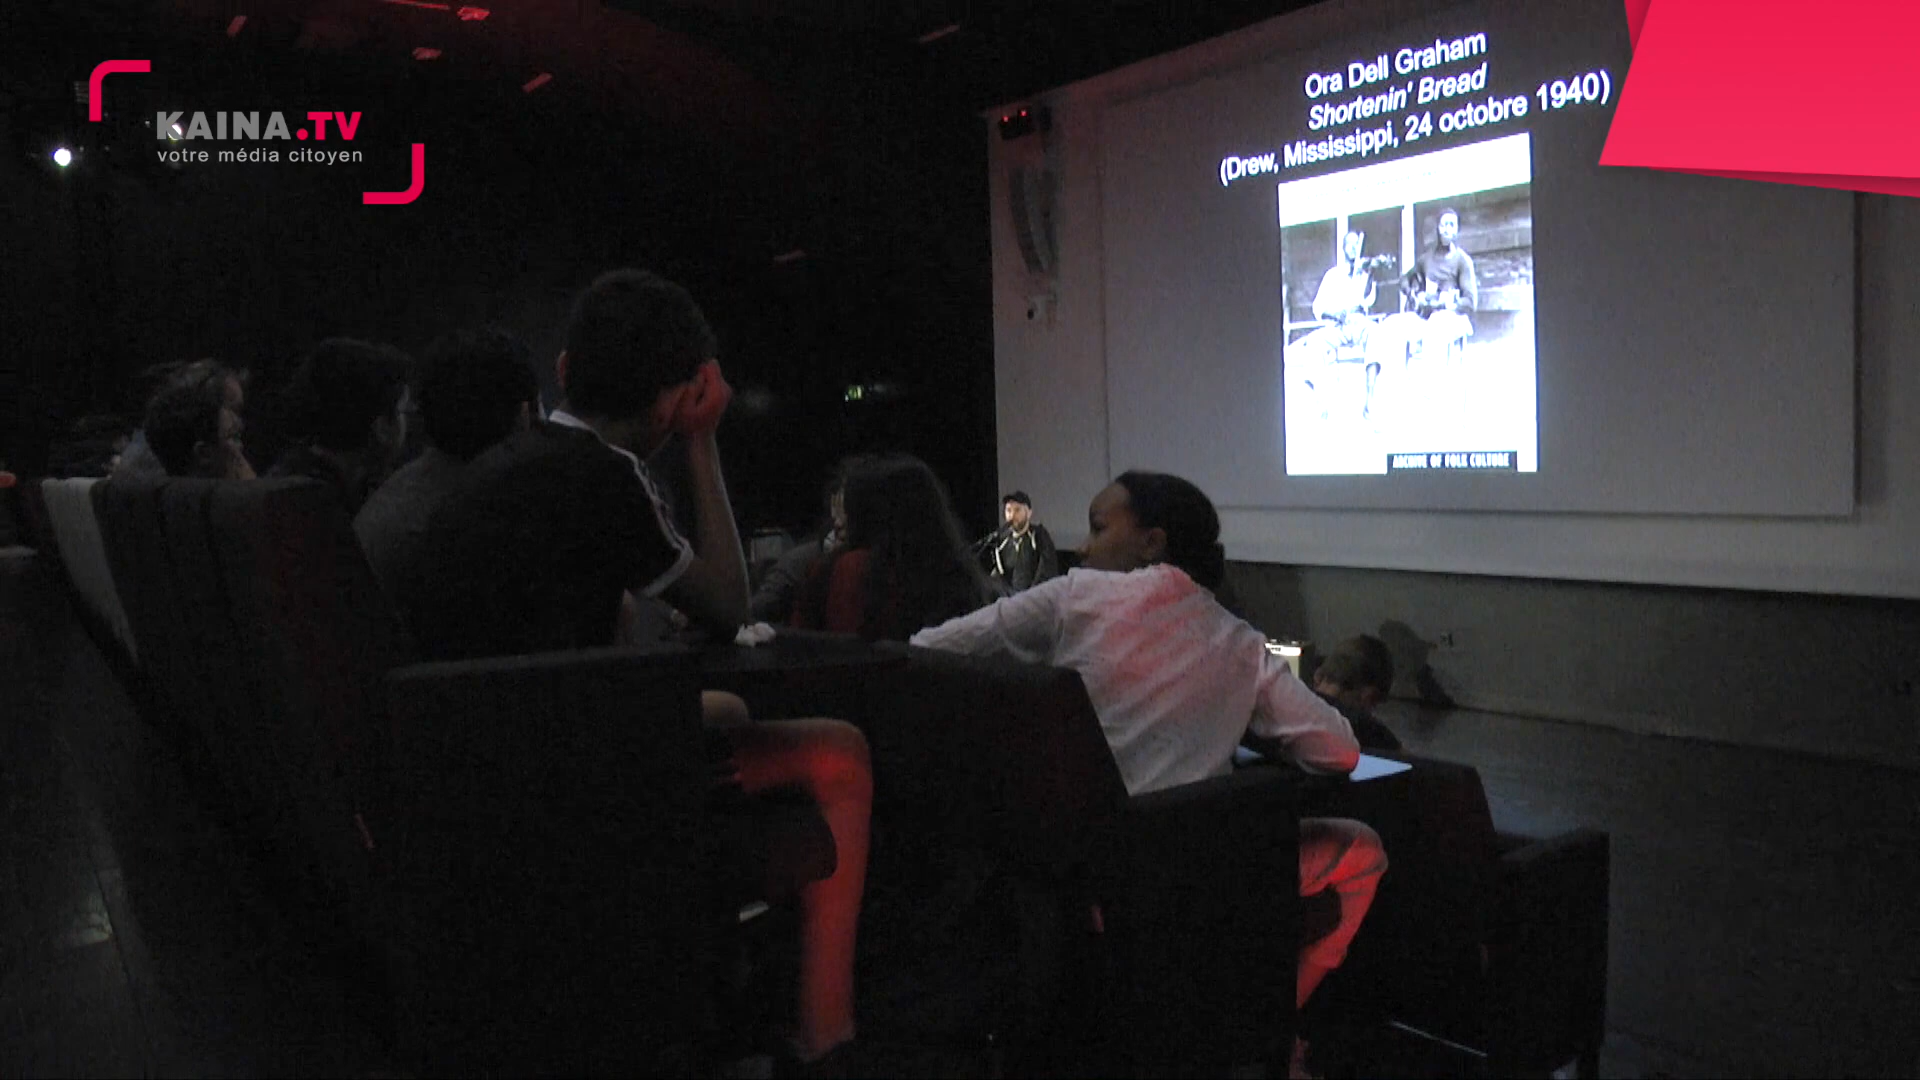 KAINA.TV
votre média citoyen
Ora Dell Graham
Shortenin' Bread
(Drew, Mississippi, 24 octobre 1940)
ARCHIVE OF FOLK CULTURE